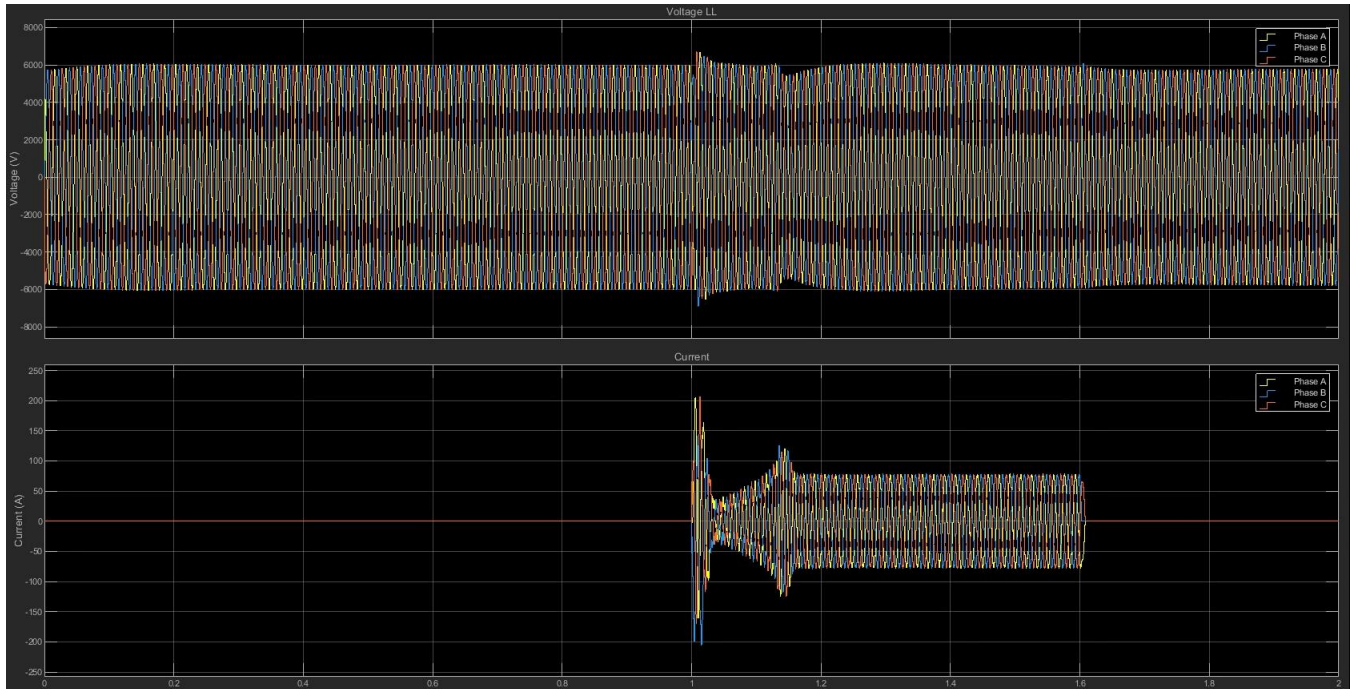 Voltage LL
Phase A
Phase B
Phase C
Voltage (V)
8000
6000
4000
2000
0
-2000
-4000
-6000
-8000
Current
Phase A
Phase B
Phase C
Current (A)
250
200
150
100
50
0
-50
-100
-150
-200
-250
0 0.2 0.4 0.6 0.8 1 1.2 1.4 1.6 1.8 2